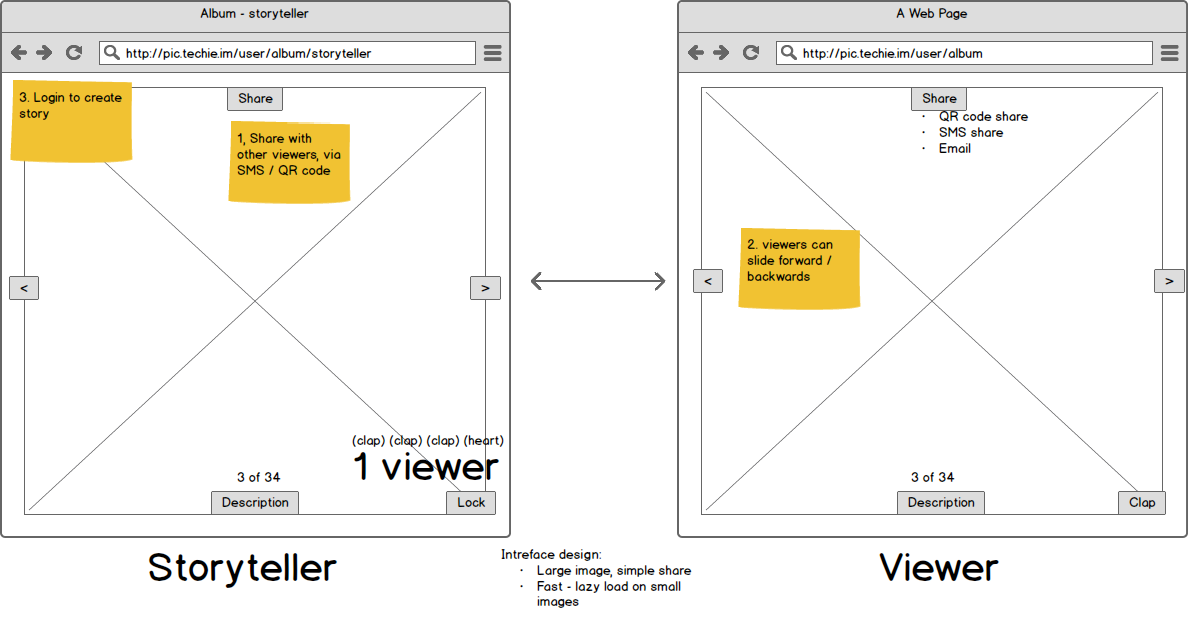 Album - storyteller
http://pic.techie.im/user/album/storyteller
3. Login to create
story
Share
1, Share with
other viewers, via
SMS / QR code
<
>
(clap) (clap) (clap) (heart)
1 viewer
3 of 34
Description
Lock
Storyteller
A Web Page
http://pic.techie.im/user/album
Share
· QR code share
· SMS share
· Email
2. viewers can
slide forward /
backwards
<
>
3 of 34
Description
Clap
Viewer
Intreface design:
· Large image, simple share
· Fast - lazy load on small
images